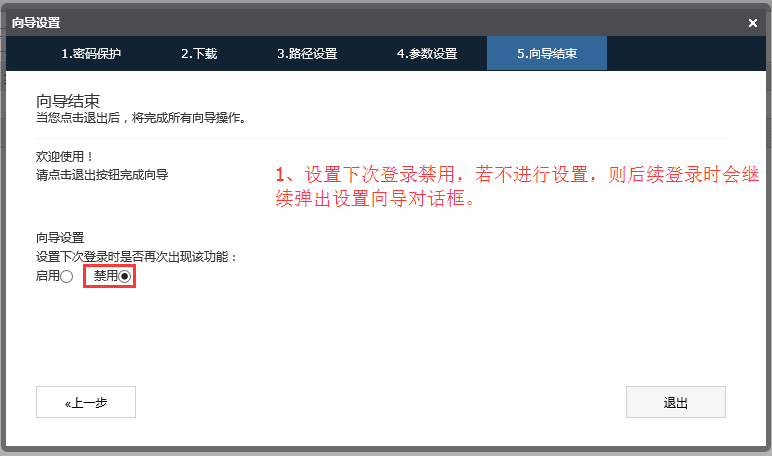 向导设置 ×
1.密码保护 2.下载 3.路径设置 4.参数设置 5.向导结束
向导结束
当您点击退出后，将完成所有向导操作。
欢迎使用！
请点击退出按钮完成向导
1、设置下次登录禁用，若不进行设置，则后续登录时会继
续弹出设置向导对话框。
向导设置
设置下次登录时是否再次出现该功能：
启用 禁用
«上一步 退出